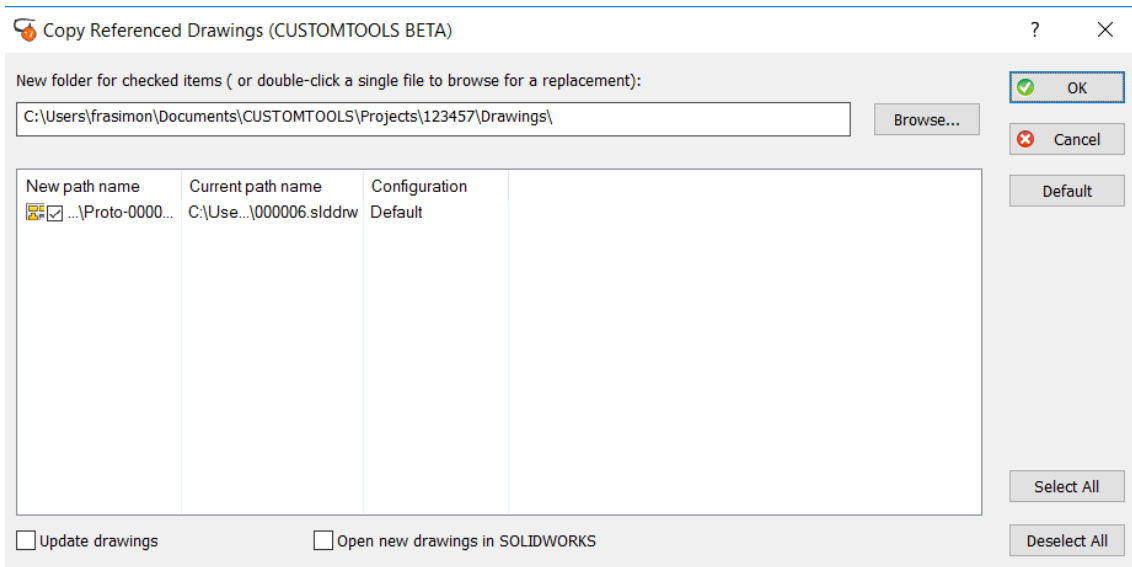 Copy Referenced Drawings (CUSTOMTOOLS BETA) ?
New folder for checked items ( or double-click a single file to browse for a replacement):
OK
C:\Users\frasimon\Documents\CUSTOMTOOLS\Projects\123457\Drawings\ Browse...
Cancel
New path name Current path name Configuration
Default
...\Proto-0000... C:\Use...\000006.slddrw Default
Select All
Update drawings Open new drawings in SOLIDWORKS
Deselect All